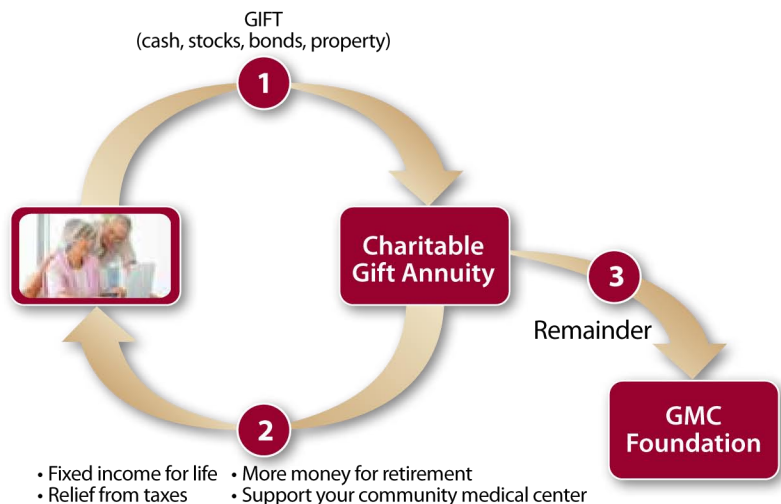 GIFT
(cash, stocks, bonds, property)
1
Charitable
Gift Annuity
3
Remainder
GMC
Foundation
2
• Fixed income for life • More money for retirement
• Relief from taxes • Support your community medical center